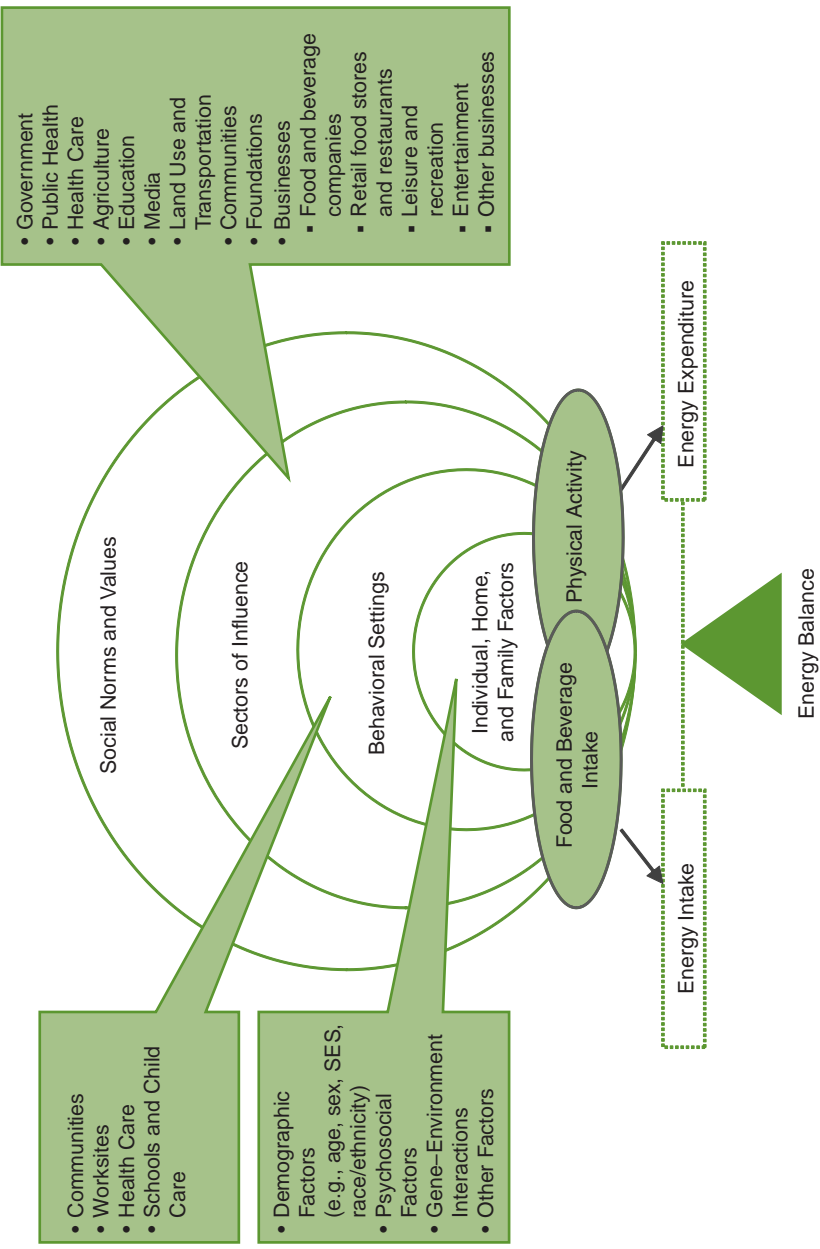 Social Norms and Values
Sectors of Influence
Behavioral Settings
Individual, Home,
and Family Factors
Food and Beverage
Intake
Physical Activity
Energy Intake
Energy Expenditure
Energy Balance
• Communities
• Worksites
• Health Care
• Schools and Child
Care
• Demographic
Factors
(e.g., age, sex, SES,
race/ethnicity)
• Psychosocial
Factors
• Gene–Environment
Interactions
• Other Factors
• Government
• Public Health
• Health Care
• Agriculture
• Education
• Media
• Land Use and
Transportation
• Communities
• Foundations
• Businesses
▪ Food and beverage
companies
▪ Retail food stores
and restaurants
▪ Leisure and
recreation
▪ Entertainment
▪ Other businesses